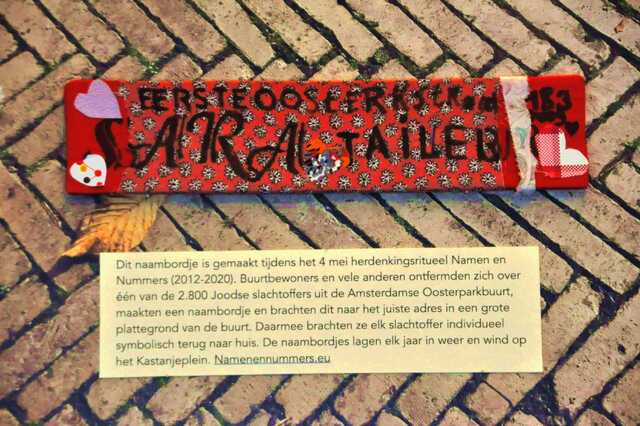 EERSTE OOSTERPARKStRaat 183
SARA TAILEUR
Dit naambordje is gemaakt tijdens het 4 mei herdenkingsritueel Namen en
Nummers (2012-2020). Buurtbewoners en vele anderen ontfermden zich over
één van de 2.800 Joodse slachtoffers uit de Amsterdamse Oosterparkbuurt,
maakten een naambordje en brachten dit naar het juiste adres in een grote
plattegrond van de buurt. Daarmee brachten ze elk slachtoffer individueel
symbolisch terug naar huis. De naambordjes lagen elk jaar in weer en wind op
het Kastanjeplein. Namenennummers.eu